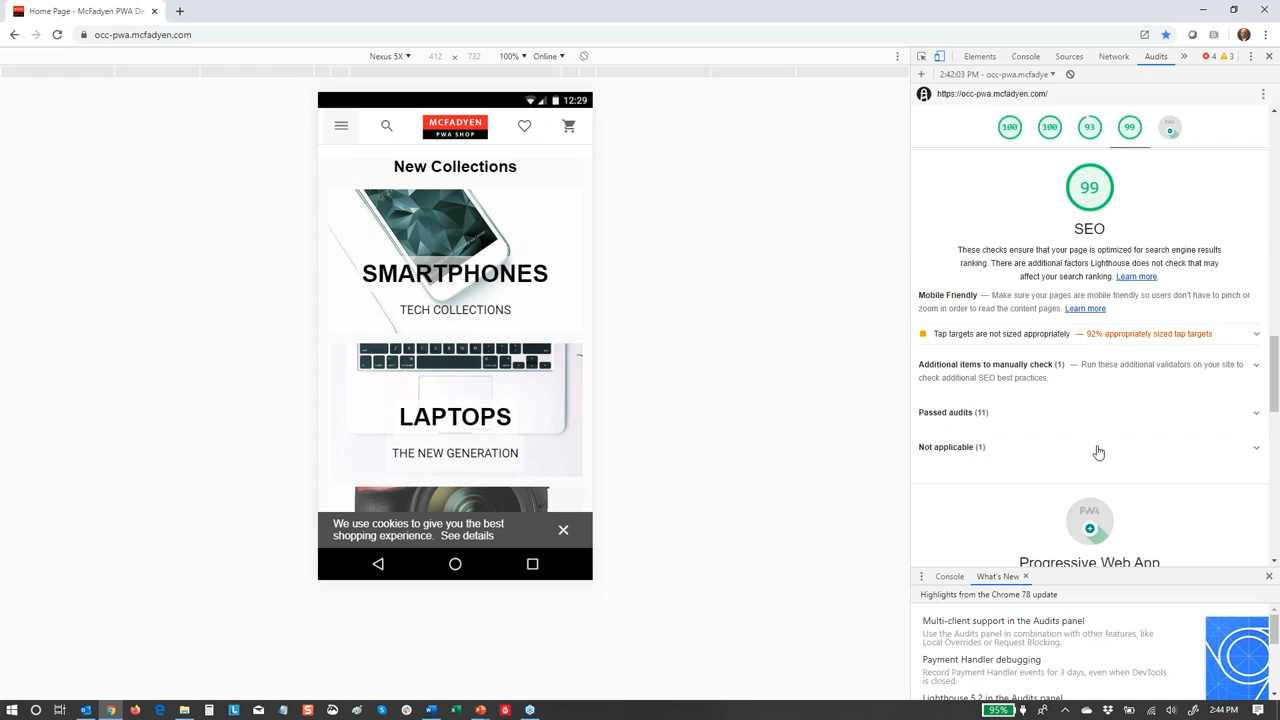 Home Page - McFadyen PWA De
occ-pwa.mcfadyen.com
Nexus 5X ▾ 412 x 732 100% ▾ Online ▾
Elements Console Sources Network Audits » 4 3
2:42:03 PM - occ-pwa.mcfadye ▾
https://occ-pwa.mcfadyen.com/
100 100 93 99 PWA
12:29
MCFADYEN
PWA SHOP
New Collections
SMARTPHONES
TECH COLLECTIONS
LAPTOPS
THE NEW GENERATION
We use cookies to give you the best
shopping experience. See details
99
SEO
These checks ensure that your page is optimized for search engine results
ranking. There are additional factors Lighthouse does not check that may
affect your search ranking. Learn more.
Mobile Friendly — Make sure your pages are mobile friendly so users don't have to pinch or
zoom in order to read the content pages. Learn more.
Tap targets are not sized appropriately — 92% appropriately sized tap targets
Additional items to manually check (1) — Run these additional validators on your site to
check additional SEO best practices.
Passed audits (11)
Not applicable (1)
PWA
Progressive Web App
Console What's New
Highlights from the Chrome 78 update
Multi-client support in the Audits panel
Use the Audits panel in combination with other features, like
Local Overrides or Request Blocking.
Payment Handler debugging
Record Payment Handler events for 3 days, even when DevTools
is closed.
Lighthouse 5.2 in the Audits panel
95%
2:44 PM